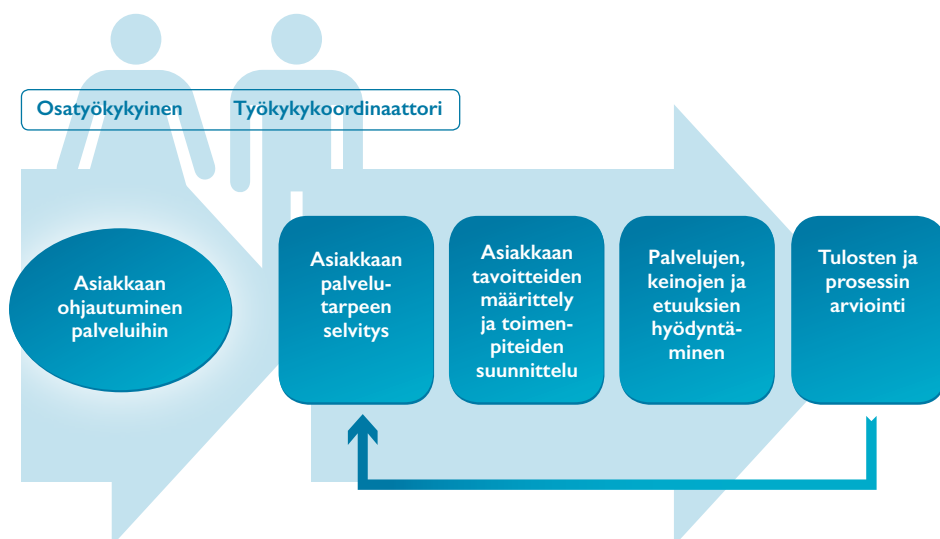 Osatyökykyinen Työkykykoordinaattori
Asiakkaan
ohjautuminen
palveluihin
Asiakkaan
palvelu-
tarpeen
selvitys
Asiakkaan
tavoitteiden
määrittely
ja toimen-
piteiden
suunnittelu
Palvelujen,
keinojen ja
etuuksien
hyödyntä-
minen
Tulosten ja
prosessin
arviointi